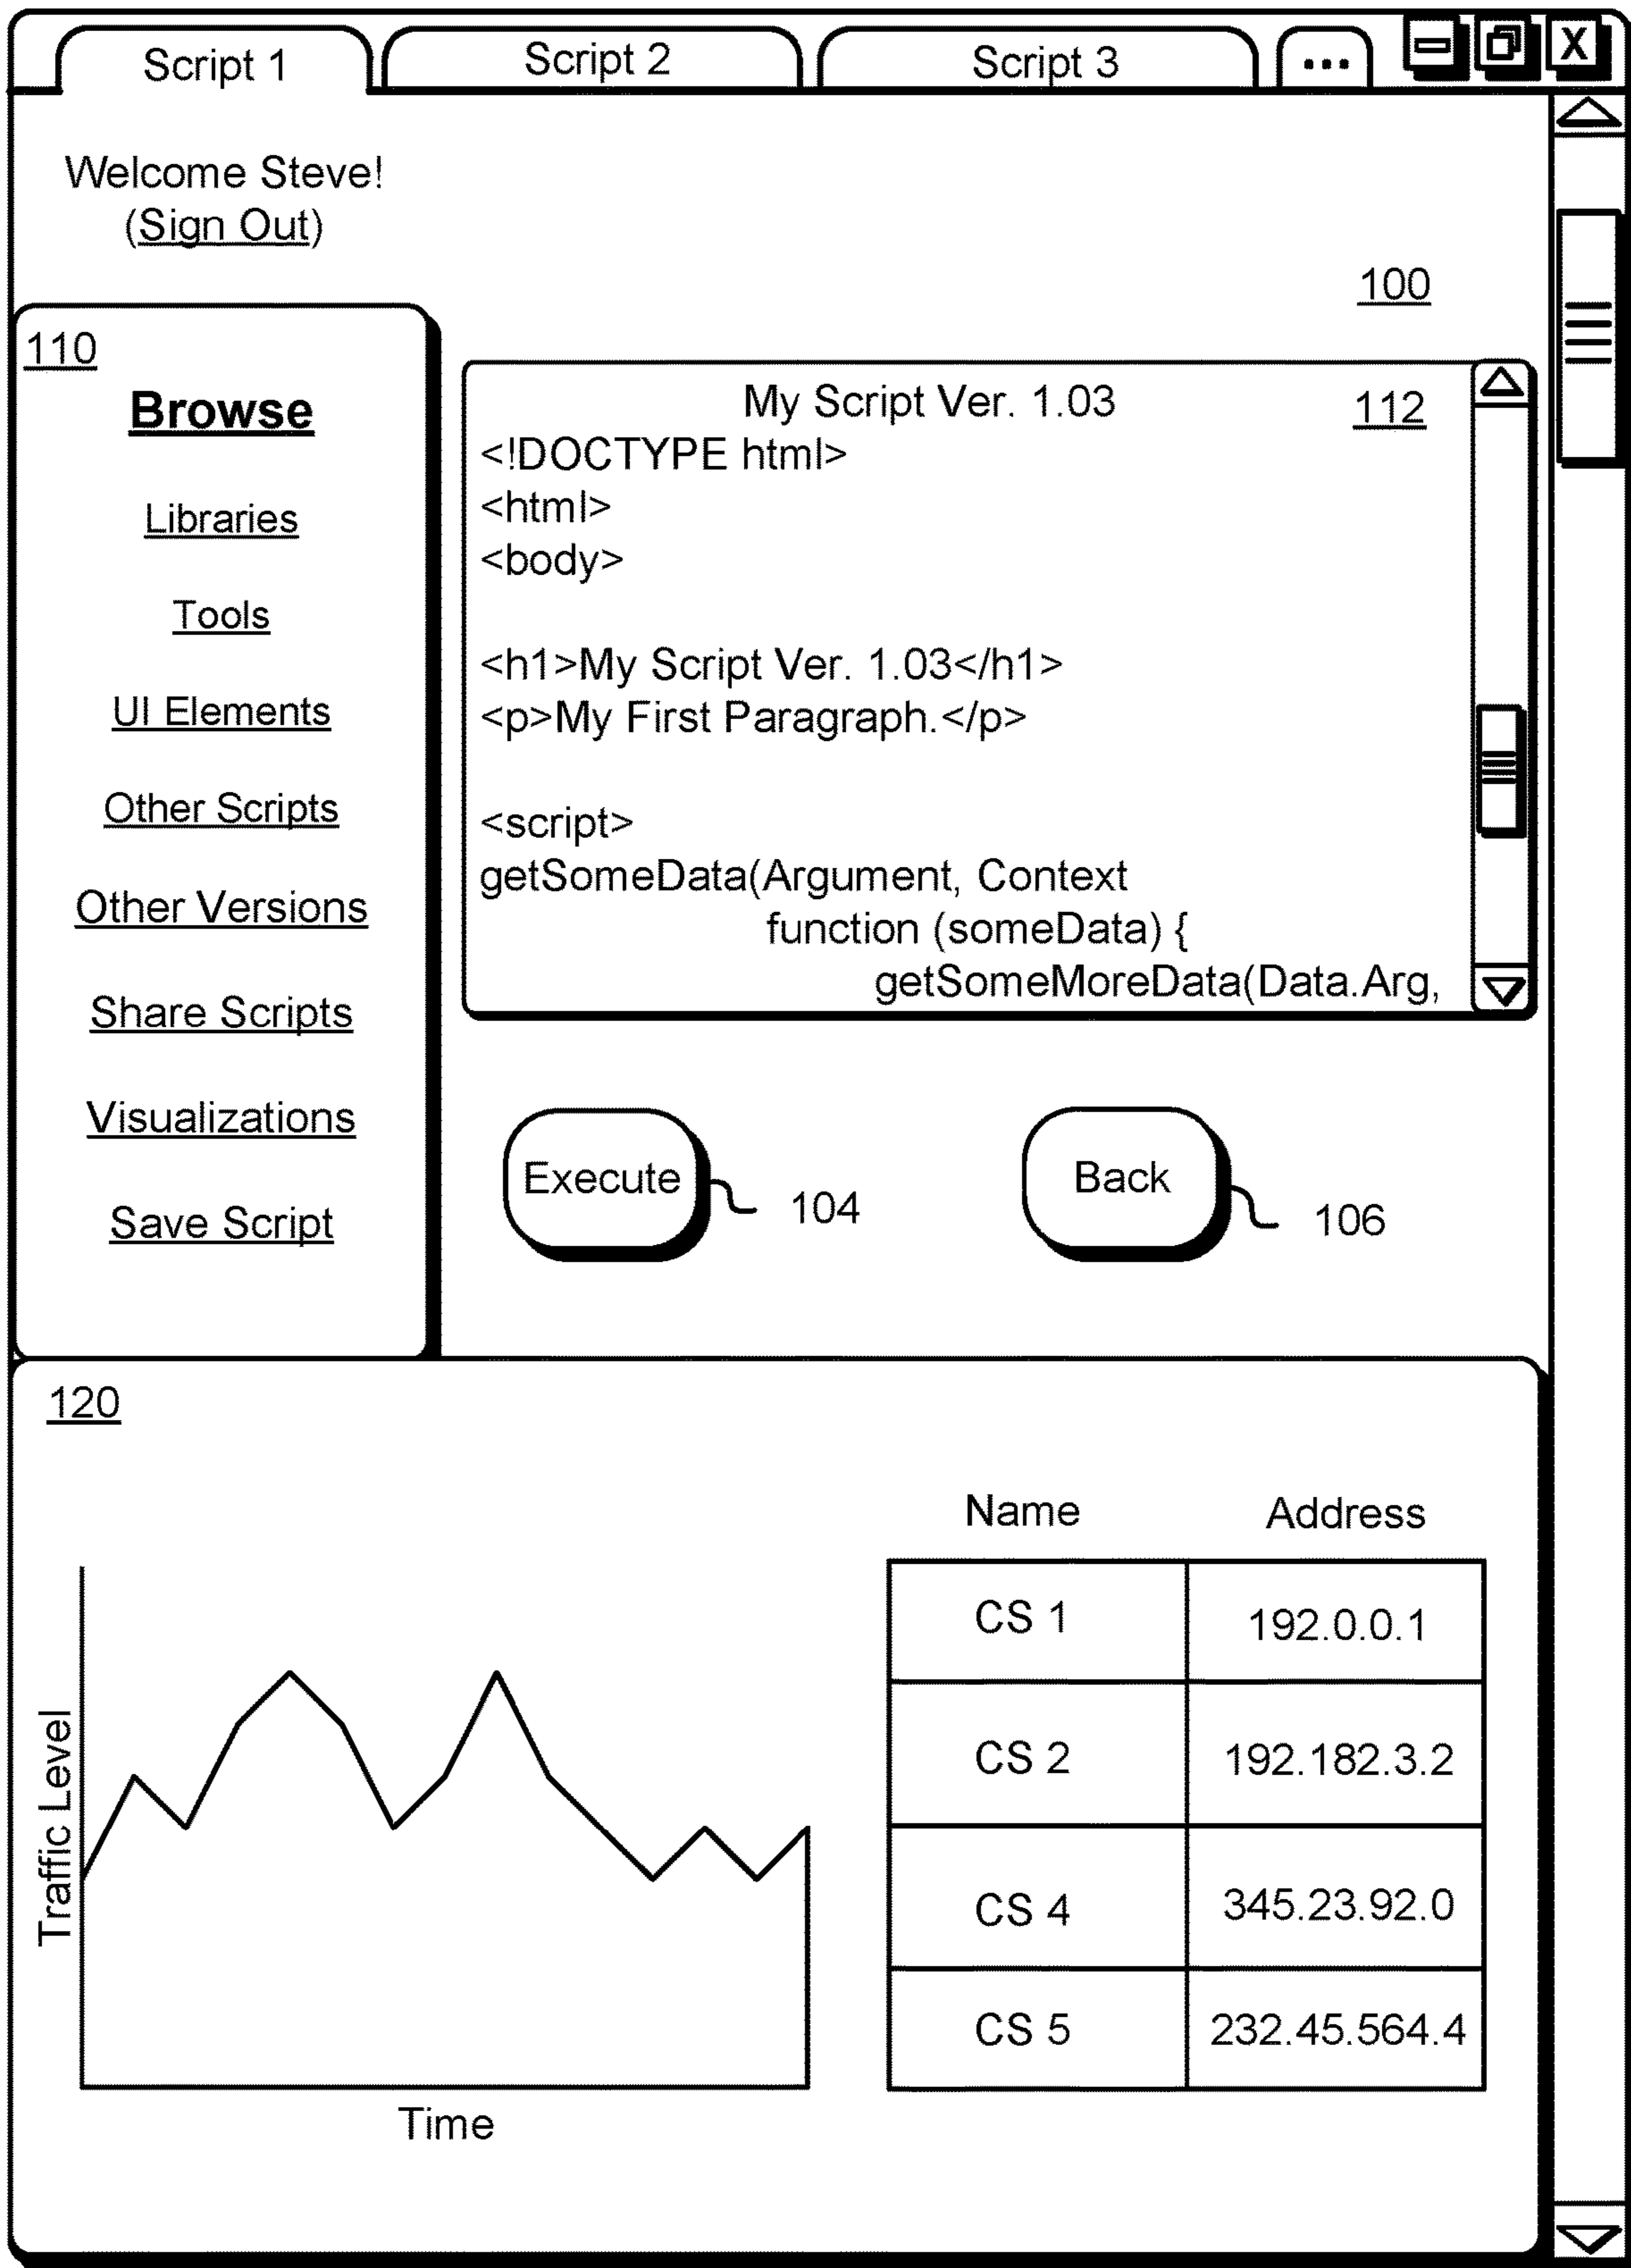 Script 1
Script 2
Script 3
...
X
Welcome Steve!
(Sign Out)
100
110
Browse
Libraries
Tools
UI Elements
Other Scripts
Other Versions
Share Scripts
Visualizations
Save Script
My Script Ver. 1.03
112
<!DOCTYPE html>
<html>
<body>
<h1>My Script Ver. 1.03</h1>
<p>My First Paragraph.</p>
<script>
getSomeData(Argument, Context
function (someData) {
getSomeMoreData(Data.Arg,
Execute
104
Back
106
120
Traffic Level
Time
Name Address
CS 1 192.0.0.1
CS 2 192.182.3.2
CS 4 345.23.92.0
CS 5 232.45.564.4